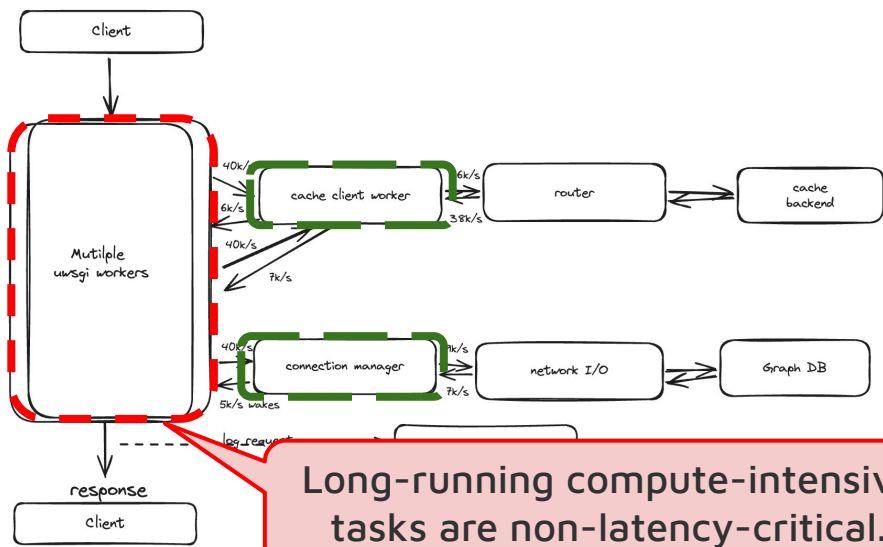 Client
40k/s
cache client worker
6k/s
38k/s
router
cache
backend
6k/s
40k/s
7k/s
Mutilple
uwsgi workers
40k/s
connection manager
7k/s
network I/O
Graph DB
5k/s wakes
log request
response
Client
Long-running compute-intensiv
tasks are non-latency-critical.